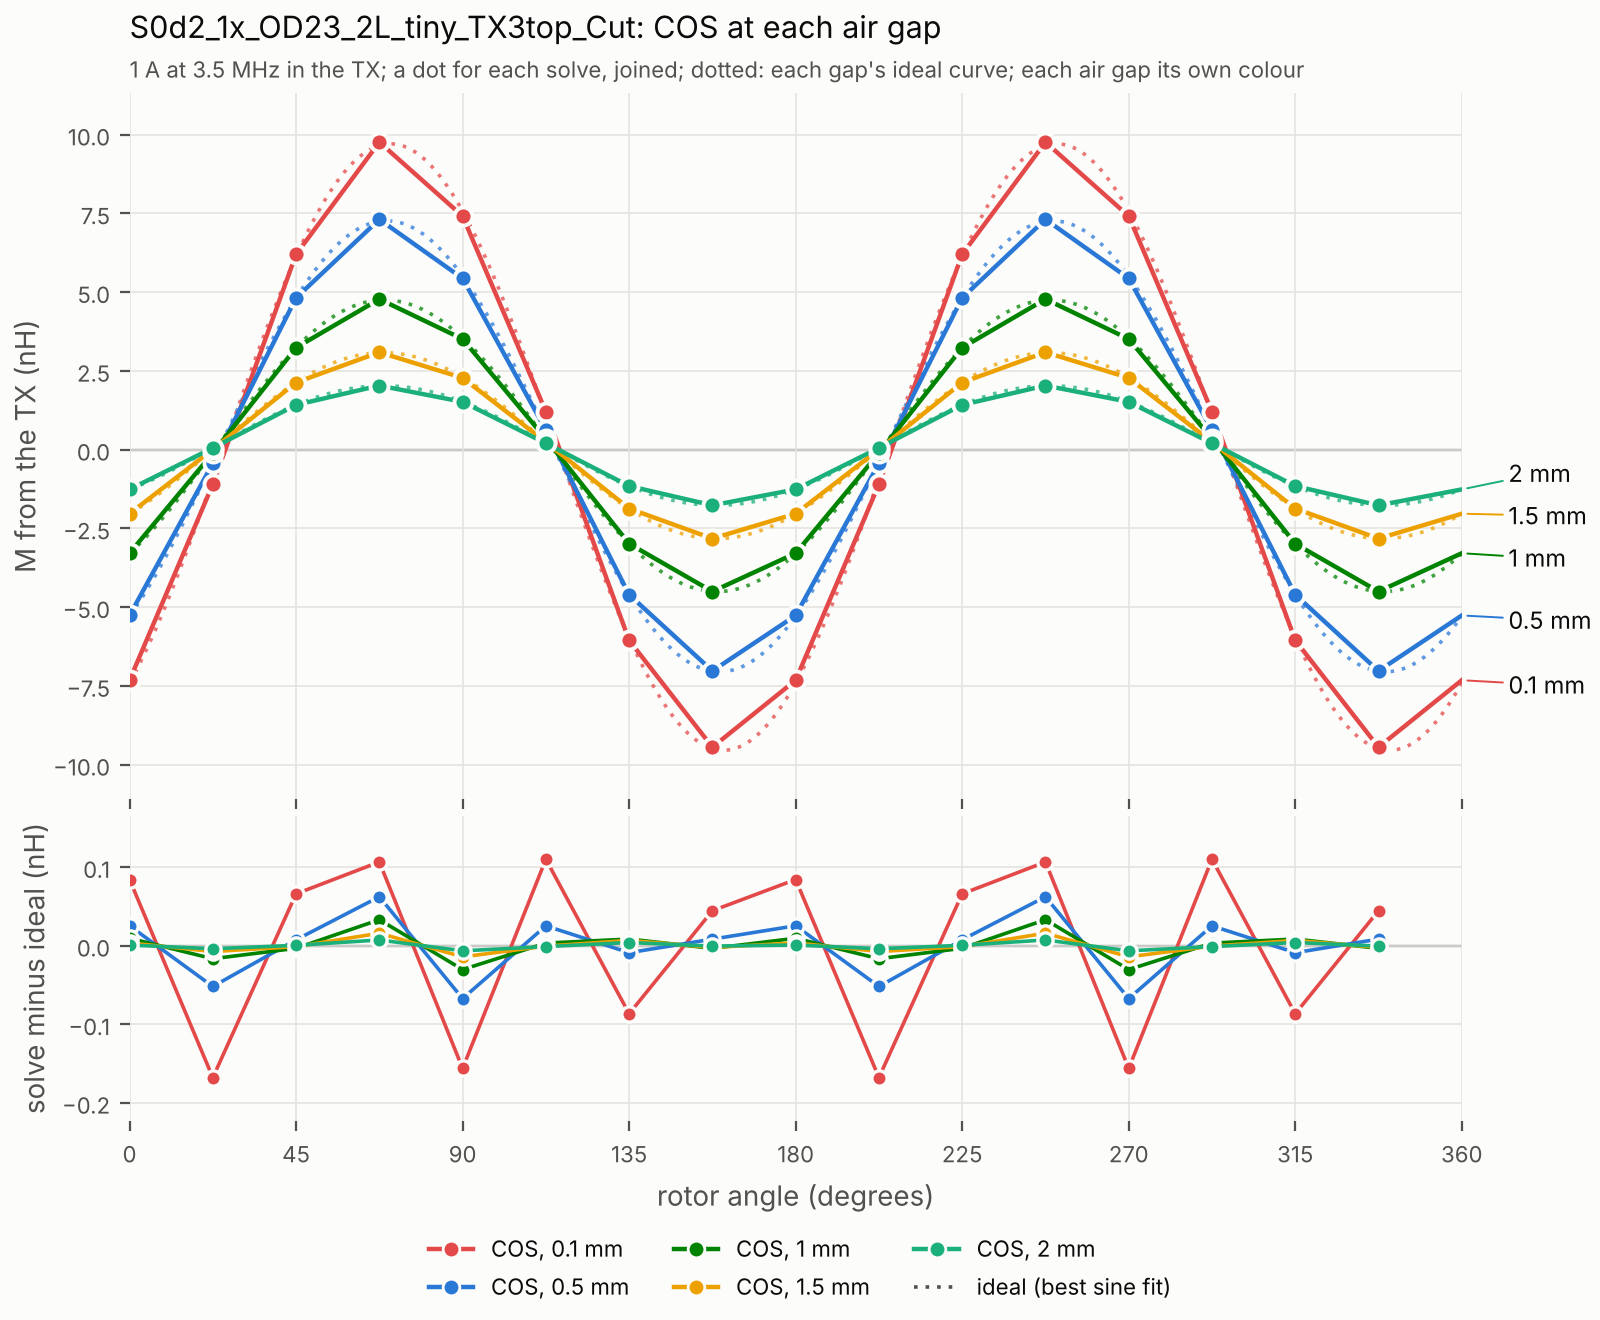 S0d2_1x_OD23_2L_tiny_TX3top_Cut: COS at each air gap
1 A at 3.5 MHz in the TX; a dot for each solve, joined; dotted: each gap's ideal curve; each air gap its own colour
M from the TX (nH)
10.0
7.5
5.0
2.5
0.0
−2.5
−5.0
−7.5
−10.0
2 mm
1.5 mm
1 mm
0.5 mm
0.1 mm
solve minus ideal (nH)
0.1
0.0
−0.1
−0.2
0 45 90 135 180 225 270 315 360
rotor angle (degrees)
COS, 0.1 mm COS, 1 mm COS, 2 mm
COS, 0.5 mm COS, 1.5 mm ideal (best sine fit)